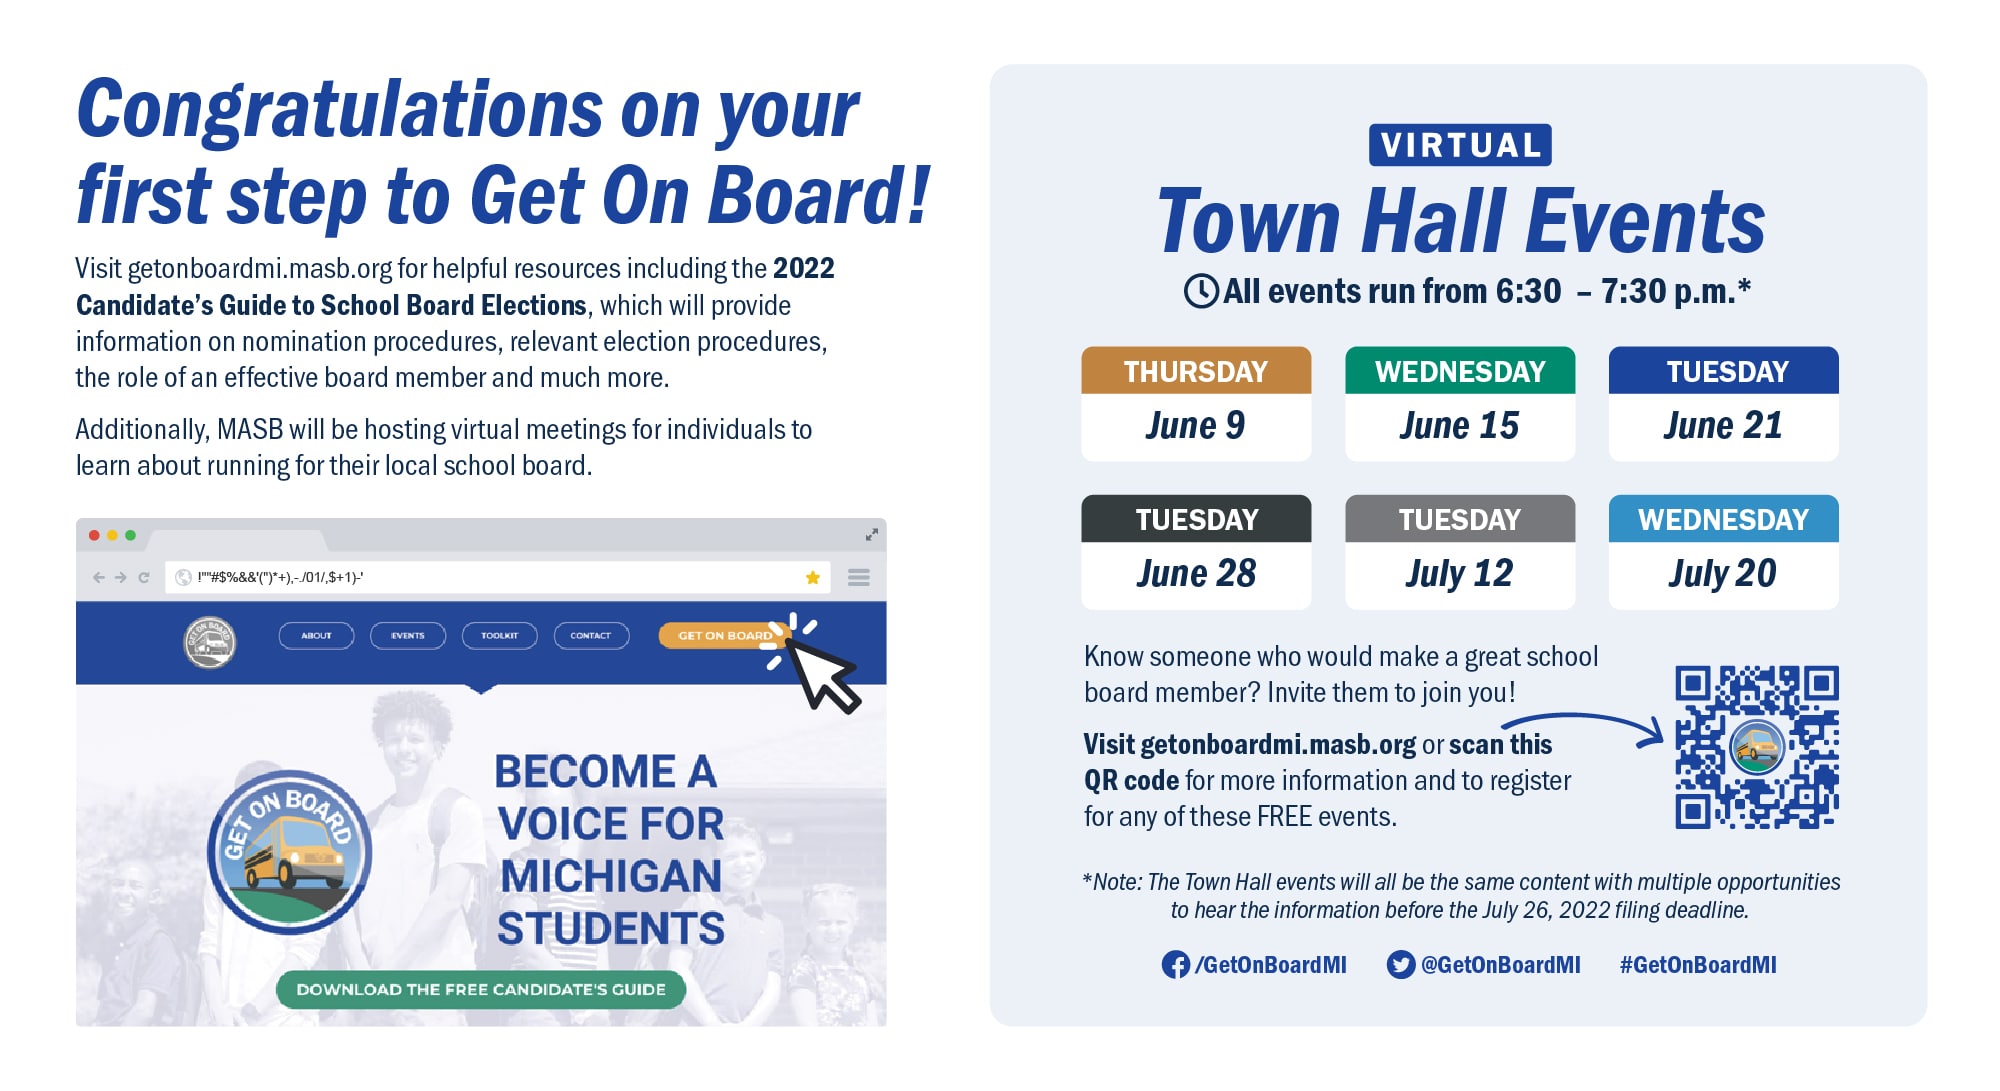 Congratulations on your
first step to Get On Board!
Visit getonboardmi.masb.org for helpful resources including the 2022
Candidate’s Guide to School Board Elections, which will provide
information on nomination procedures, relevant election procedures,
the role of an effective board member and much more.
Additionally, MASB will be hosting virtual meetings for individuals to
learn about running for their local school board.
!""#$%&&'(")*+),-./01/,$+1)-'
GET ON BOARD
ABOUT
EVENTS
TOOLKIT
CONTACT
GET ON BOARD
GET ON BOARD
BECOME A
VOICE FOR
MICHIGAN
STUDENTS
DOWNLOAD THE FREE CANDIDATE'S GUIDE
VIRTUAL
Town Hall Events
All events run from 6:30 – 7:30 p.m.*
THURSDAY
June 9
WEDNESDAY
June 15
TUESDAY
June 21
TUESDAY
June 28
TUESDAY
July 12
WEDNESDAY
July 20
Know someone who would make a great school
board member? Invite them to join you!
Visit getonboardmi.masb.org or scan this
QR code for more information and to register
for any of these FREE events.
*Note: The Town Hall events will all be the same content with multiple opportunities
to hear the information before the July 26, 2022 filing deadline.
/GetOnBoardMI
@GetOnBoardMI
#GetOnBoardMI